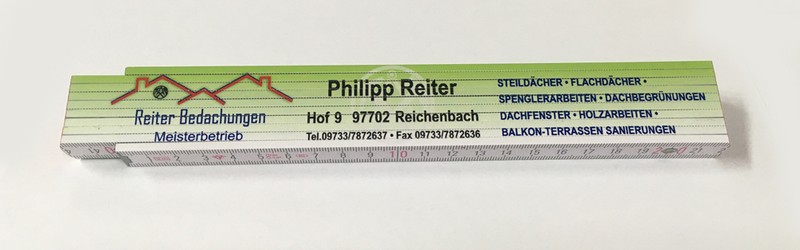 Reiter Bedachungen
Meisterbetrieb
Philipp Reiter
Hof 9 97702 Reichenbach
Tel.09733/7872637 • Fax 09733/7872636
STEILDÄCHER • FLACHDÄCHER •
SPENGLERARBEITEN • DACHBEGRÜNUNGEN
DACHFENSTER • HOLZARBEITEN •
BALKON-TERRASSEN SANIERUNGEN
2 3 4 5 6 7 8 9 10 11 12 13 14 15 16 17 18 19 20 21